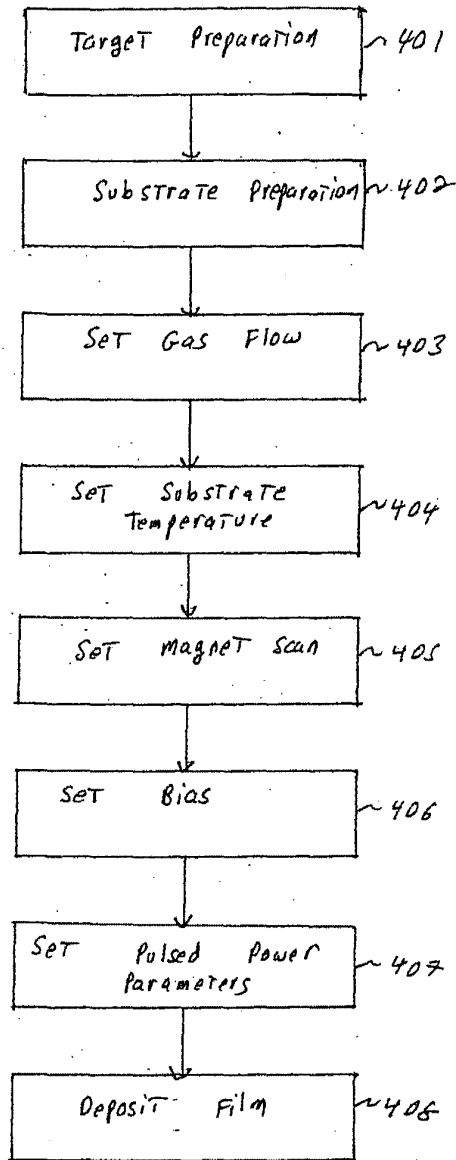 Target Preparation ~ 401
Substrate Preparation ~ 402
Set Gas Flow ~ 403
Set Substrate
Temperature ~ 404
Set magnet scan ~ 405
Set Bias ~ 406
Set Pulsed Power
Parameters ~ 407
Deposit Film ~ 408